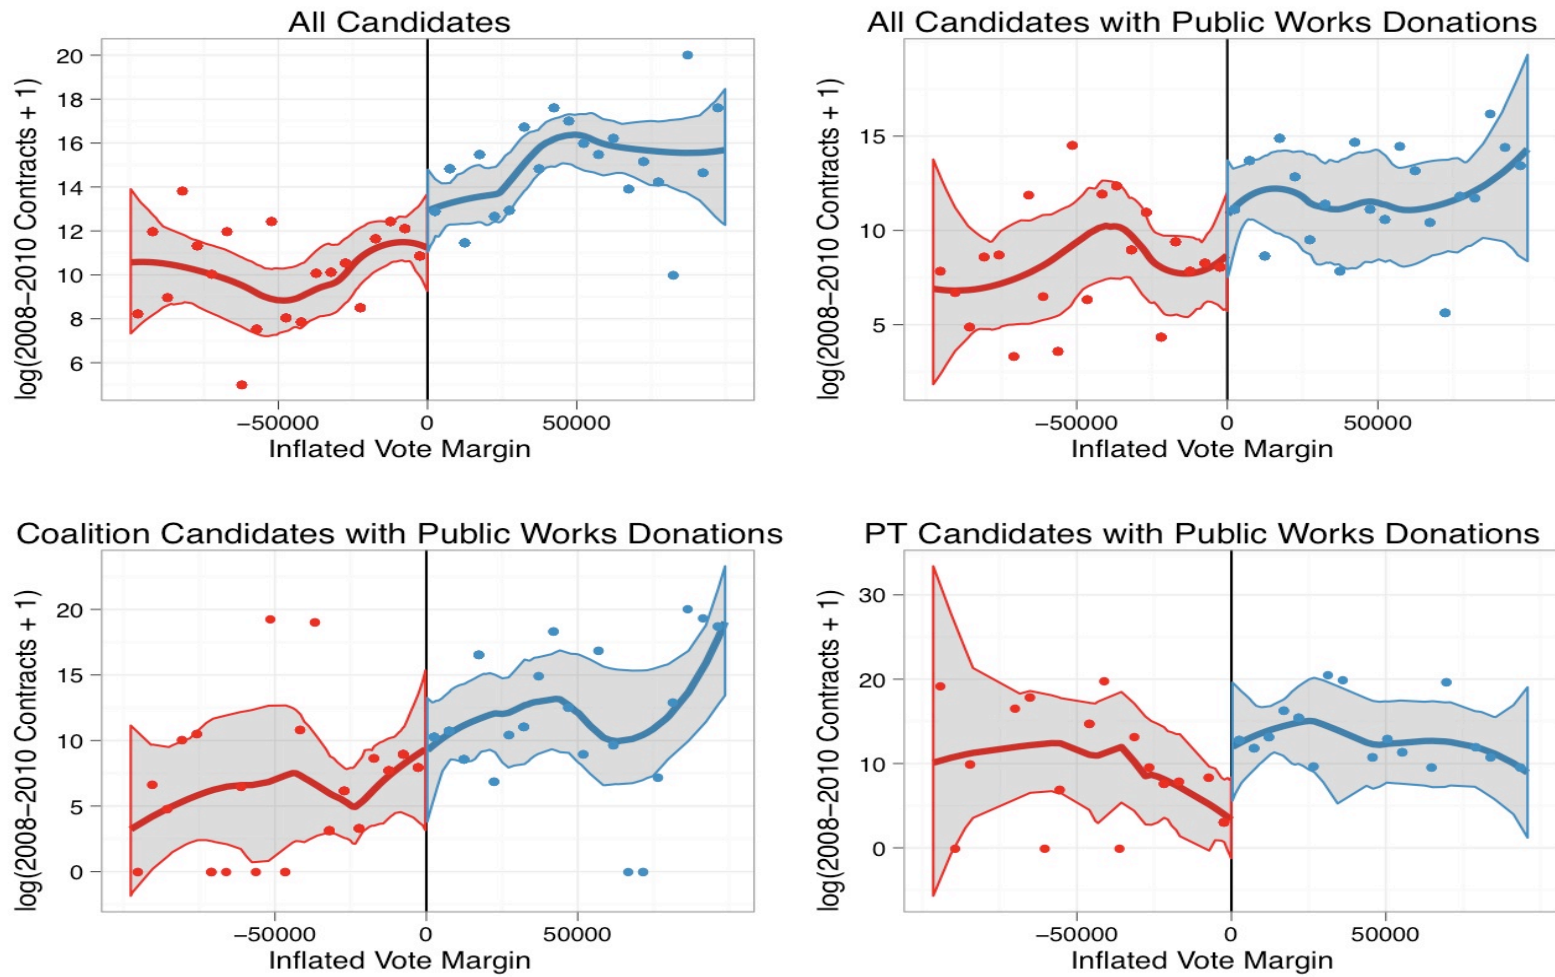 All Candidates
log(2008−2010 Contracts + 1)
20
18
16
14
12
10
8
6
−50000
0
50000
Inflated Vote Margin
All Candidates with Public Works Donations
log(2008−2010 Contracts + 1)
15
10
5
−50000
0
50000
Inflated Vote Margin
Coalition Candidates with Public Works Donations
log(2008−2010 Contracts + 1)
20
15
10
5
0
−50000
0
50000
Inflated Vote Margin
PT Candidates with Public Works Donations
log(2008−2010 Contracts + 1)
30
20
10
0
−50000
0
50000
Inflated Vote Margin